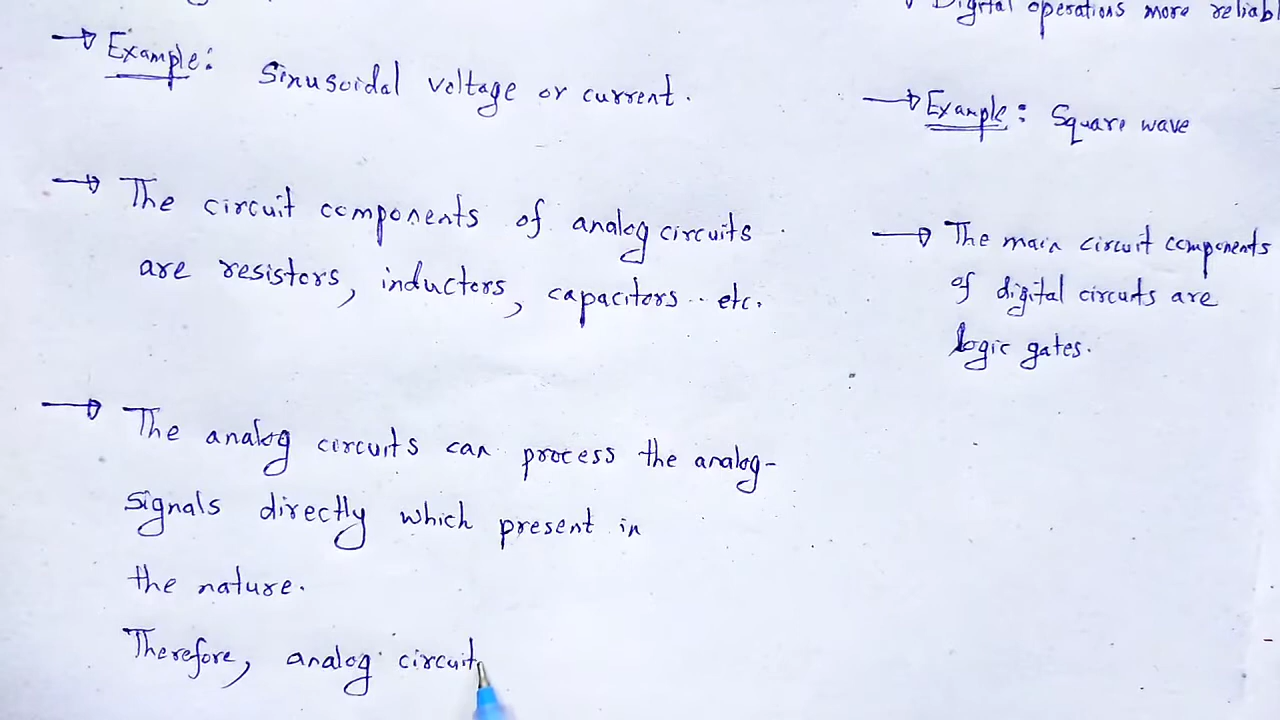 → Example: Sinusoidal voltage or current.
→ The circuit components of analog circuits
are resistors, inductors, capacitors.. etc.
→ The analog circuits can process the analog-
signals directly which present in
the nature.
Therefore, analog circuit
Digital operations more reliabl
→ Example: Square wave
→ The main circuit components
of digital circuits are
logic gates.